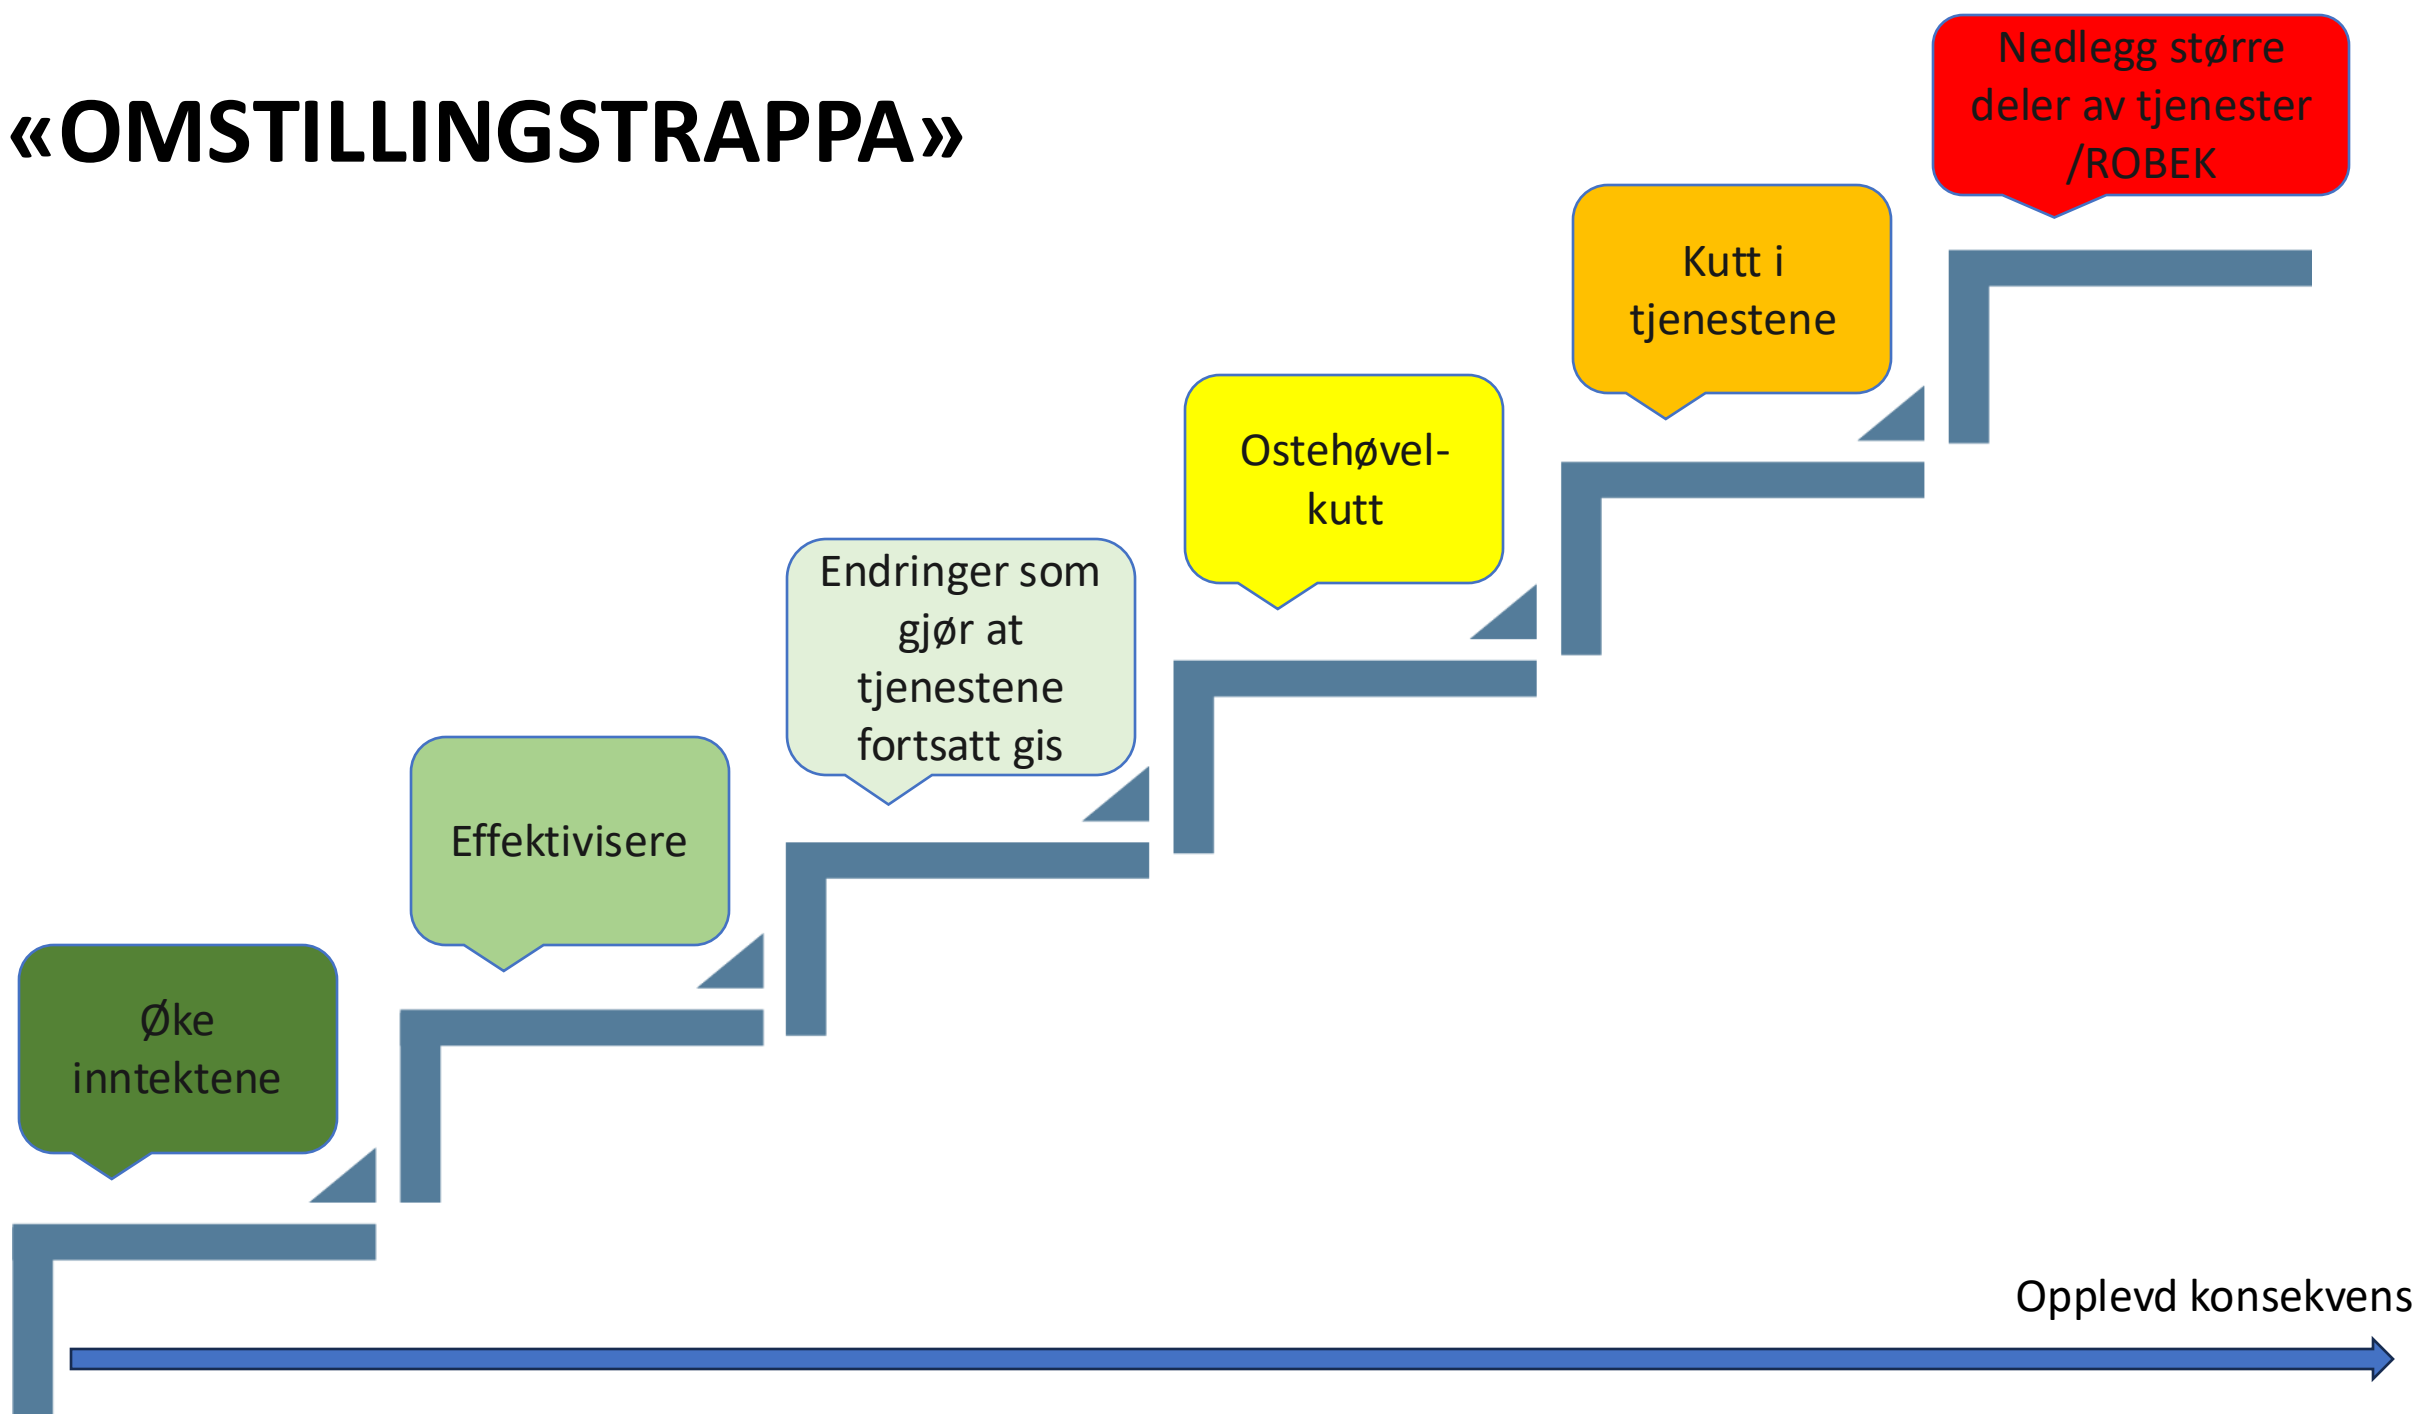 «OMSTILLINGSTRAPPA»
Nedlegg større
deler av tjenester
/ROBEK
Kutt i
tjenestene
Ostehøvel-
kutt
Endringer som
gjør at
tjenestene
fortsatt gis
Effektivisere
Øke
inntektene
Opplevd konsekvens